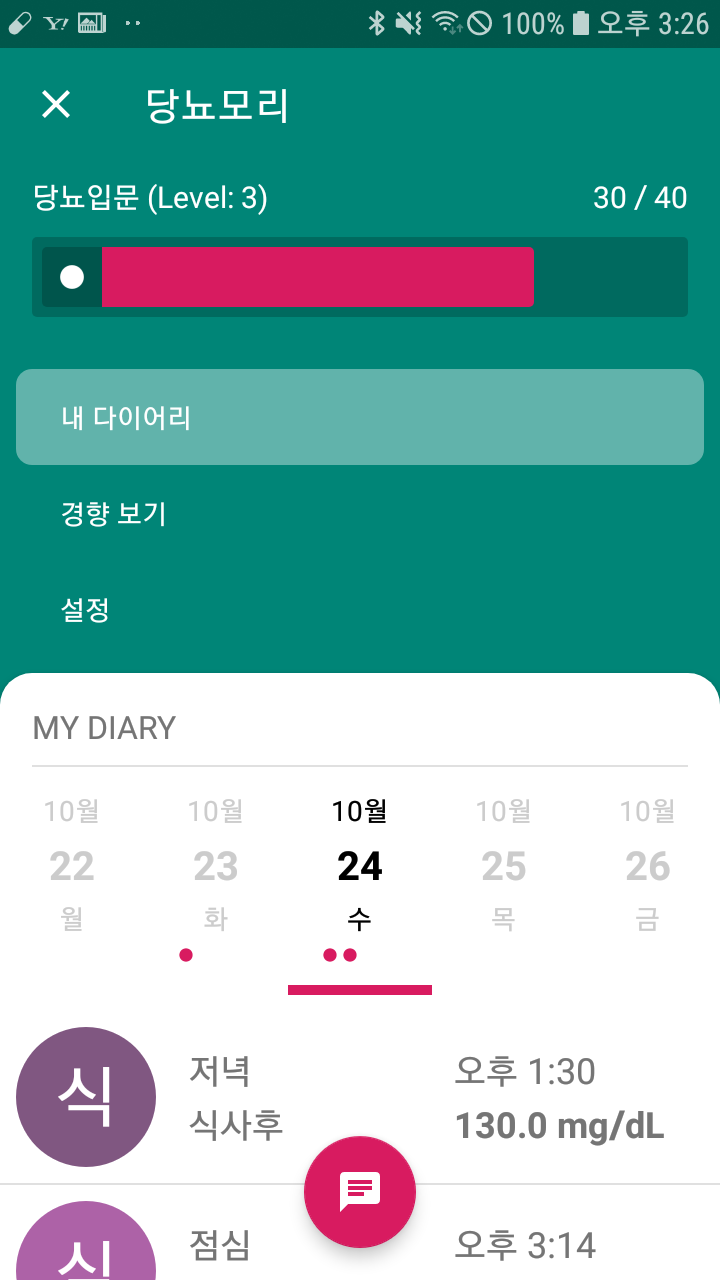 Y! 100% 오후 3:26
당뇨모리
당뇨입문 (Level: 3) 30 / 40
내 다이어리
경향 보기
설정
MY DIARY
10월 10월 10월 10월 10월
22 23 24 25 26
월 화 수 목 금
식
저녁 오후 1:30
식사후 130.0 mg/dL
식
점심 오후 3:14